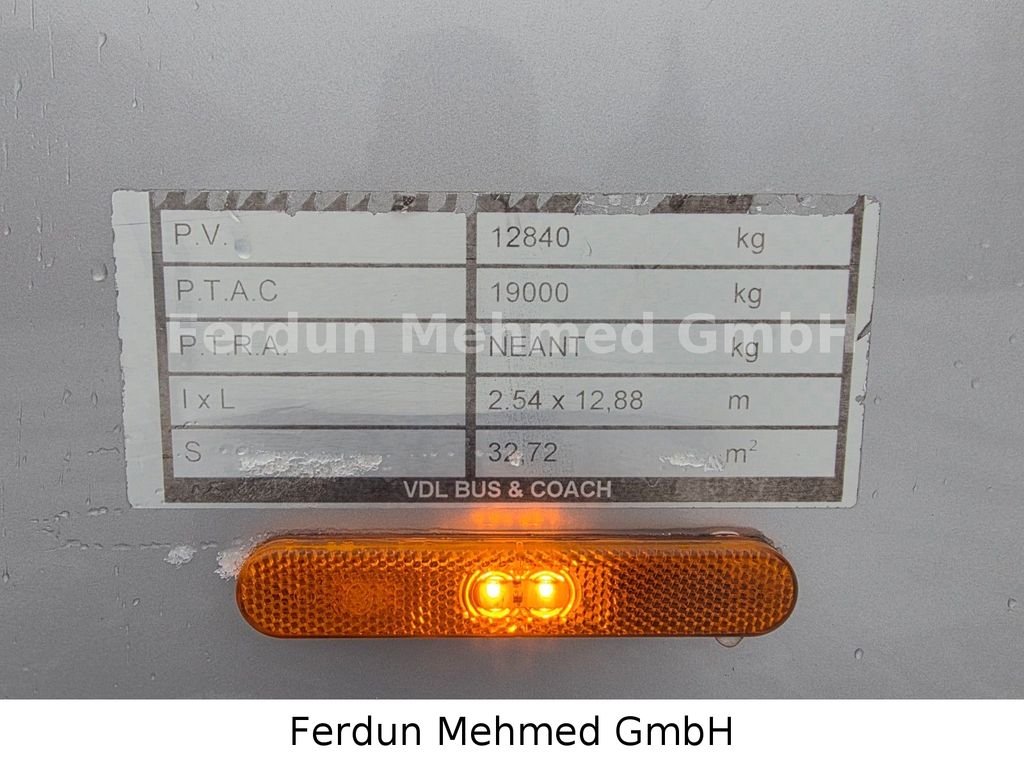 P.V. 12840 kg
P.T.A.C 19000 kg
Ferdun Mehmed GmbH
P.T.R.A. NEANT kg
l x L 2.54 x 12,88 m
S 32,72 m²
VDL BUS & COACH
Ferdun Mehmed GmbH